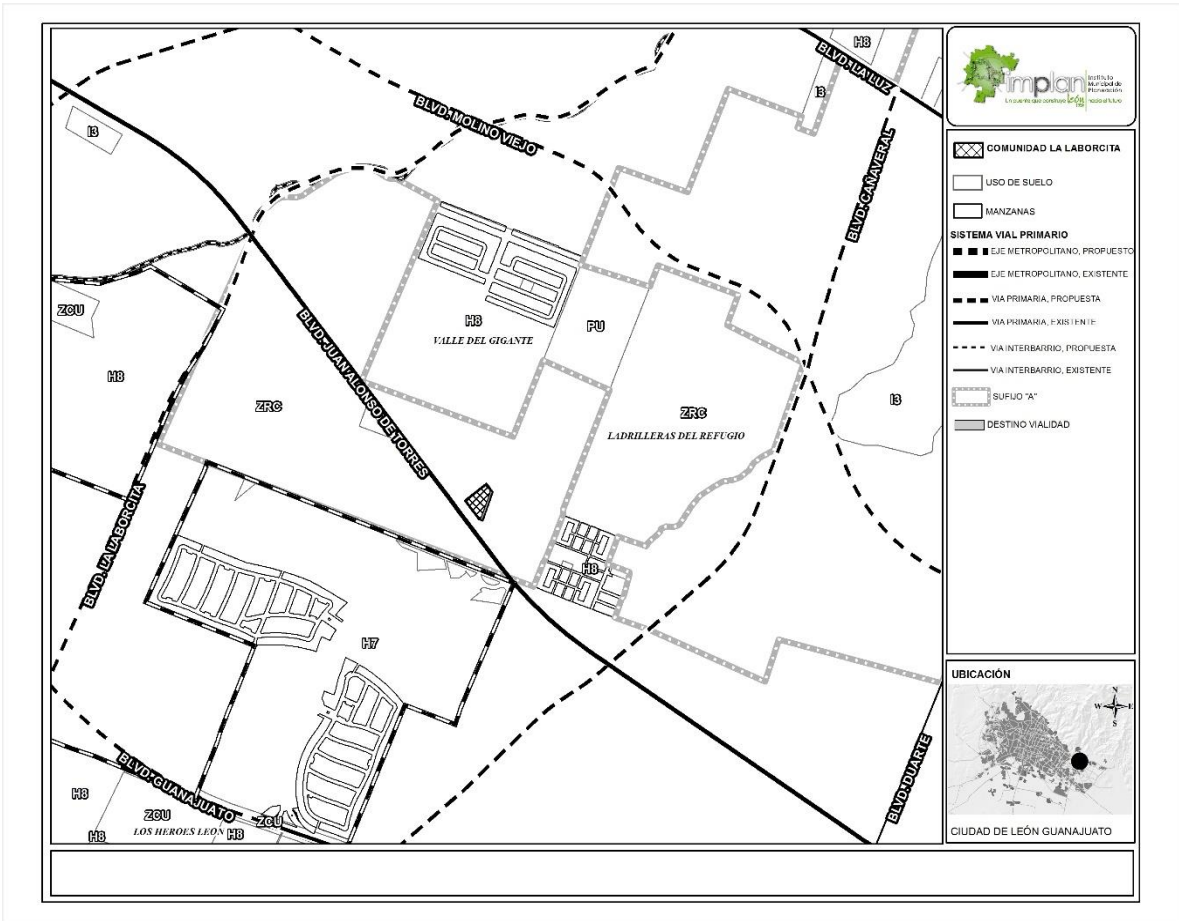 H8
BLVD. LA LUZ
I3
BLVD. MOLINO VIEJO
I3
BLVD. CAÑAVERAL
ZCU
H8
BLVD. JUAN ALONSO DE TORRES
H8
VALLE DEL GIGANTE
PU
ZRC
ZRC
LADRILLERAS DEL REFUGIO
I3
BLVD. LA LABORCITA
H8
H7
BLVD. GUANAJUATO
BLVD. DUARTE
H8
ZCU
ZCU
LOS HEROES LEON
H8
H8
implan
Instituto
Municipal de
Planeación
COMUNIDAD LA LABORCITA
USO DE SUELO
MANZANAS
SISTEMA VIAL PRIMARIO
EJE METROPOLITANO, PROPUESTO
EJE METROPOLITANO, EXISTENTE
VIA PRIMARIA, PROPUESTA
VIA PRIMARIA, EXISTENTE
VIA INTERBARRIO, PROPUESTA
VIA INTERBARRIO, EXISTENTE
SUFIJO "A"
DESTINO VIALIDAD
UBICACIÓN
N
W E
S
CIUDAD DE LEÓN GUANAJUATO